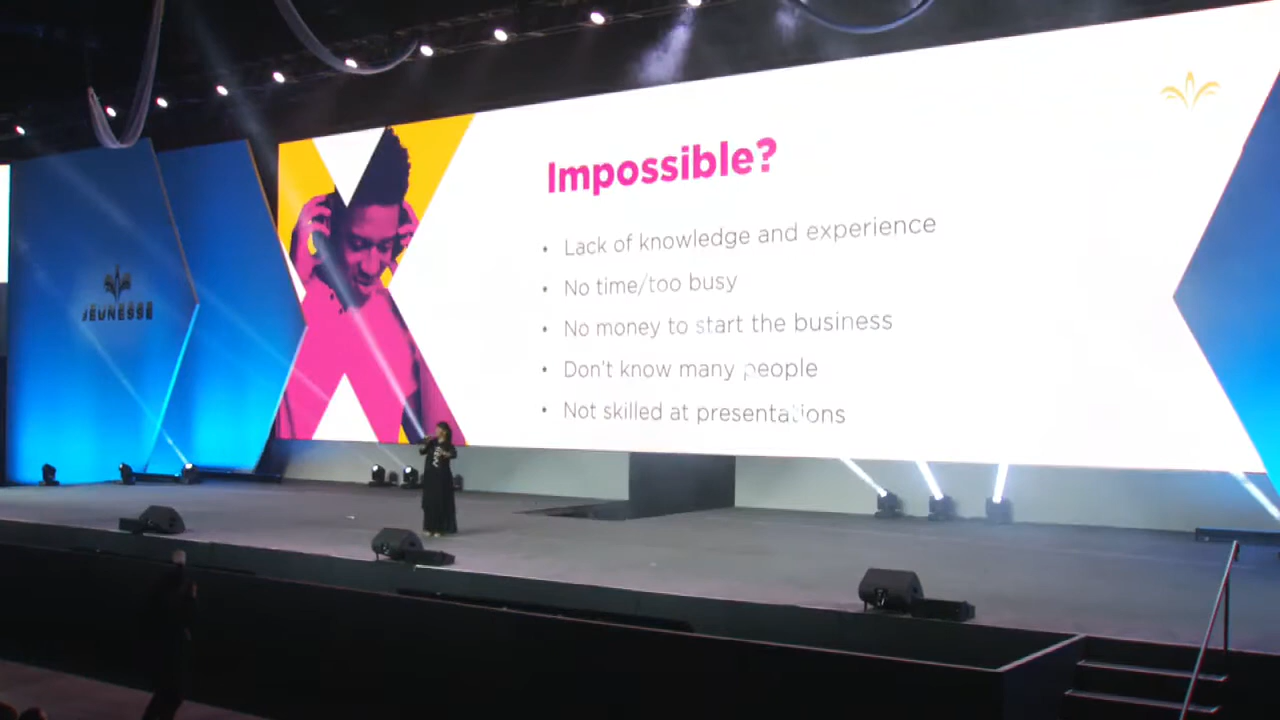 Impossible?
• Lack of knowledge and experience
• No time/too busy
• No money to start the business
• Don't know many people
• Not skilled at presentations
JEUNESSE